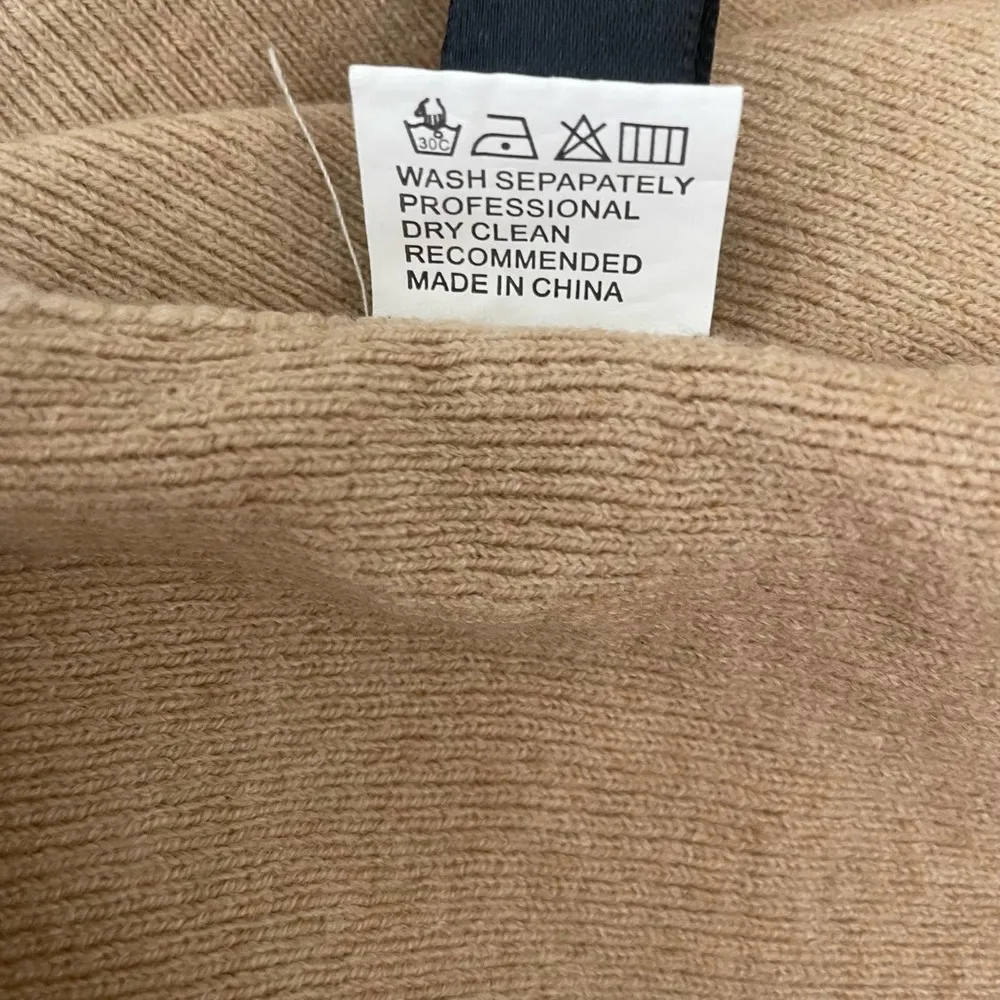 30C
WASH SEPAPATELY
PROFESSIONAL
DRY CLEAN
RECOMMENDED
MADE IN CHINA